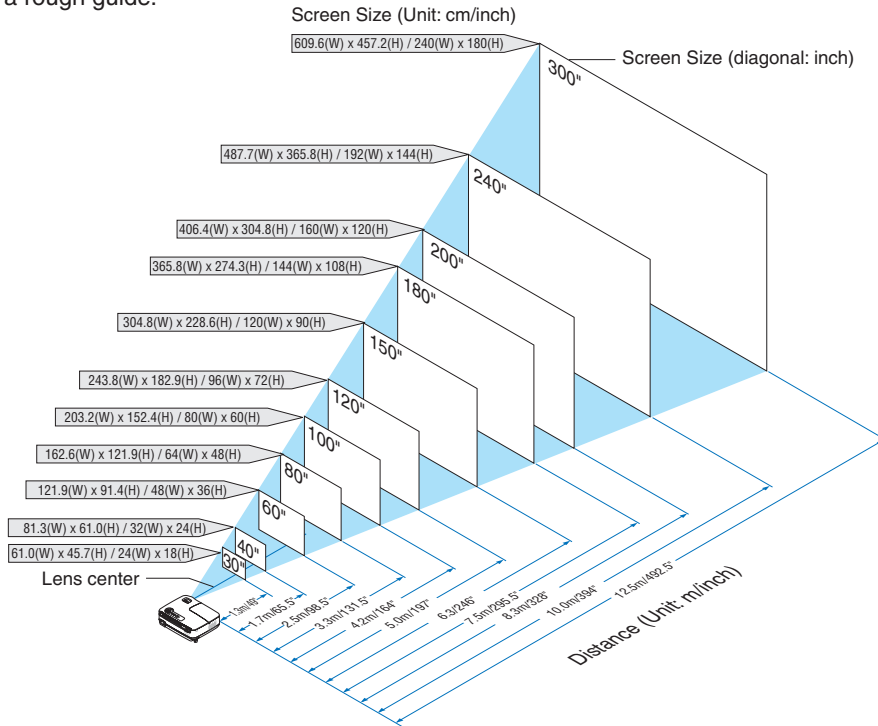 a rough guide.
Screen Size (Unit: cm/inch)
609.6(W) x 457.2(H) / 240(W) x 180(H)
Screen Size (diagonal: inch)
300"
487.7(W) x 365.8(H) / 192(W) x 144(H)
240"
406.4(W) x 304.8(H) / 160(W) x 120(H)
200"
365.8(W) x 274.3(H) / 144(W) x 108(H)
180"
304.8(W) x 228.6(H) / 120(W) x 90(H)
150"
243.8(W) x 182.9(H) / 96(W) x 72(H)
120"
203.2(W) x 152.4(H) / 80(W) x 60(H)
100"
162.6(W) x 121.9(H) / 64(W) x 48(H)
80"
121.9(W) x 91.4(H) / 48(W) x 36(H)
60"
81.3(W) x 61.0(H) / 32(W) x 24(H)
40"
61.0(W) x 45.7(H) / 24(W) x 18(H)
30"
Lens center
1.3m/49"
1.7m/65.5"
2.5m/98.5"
3.3m/131.5"
4.2m/164"
5.0m/197"
6.3/246"
7.5m/295.5"
8.3m/328"
10.0m/394"
12.5m/492.5"
Distance (Unit: m/inch)